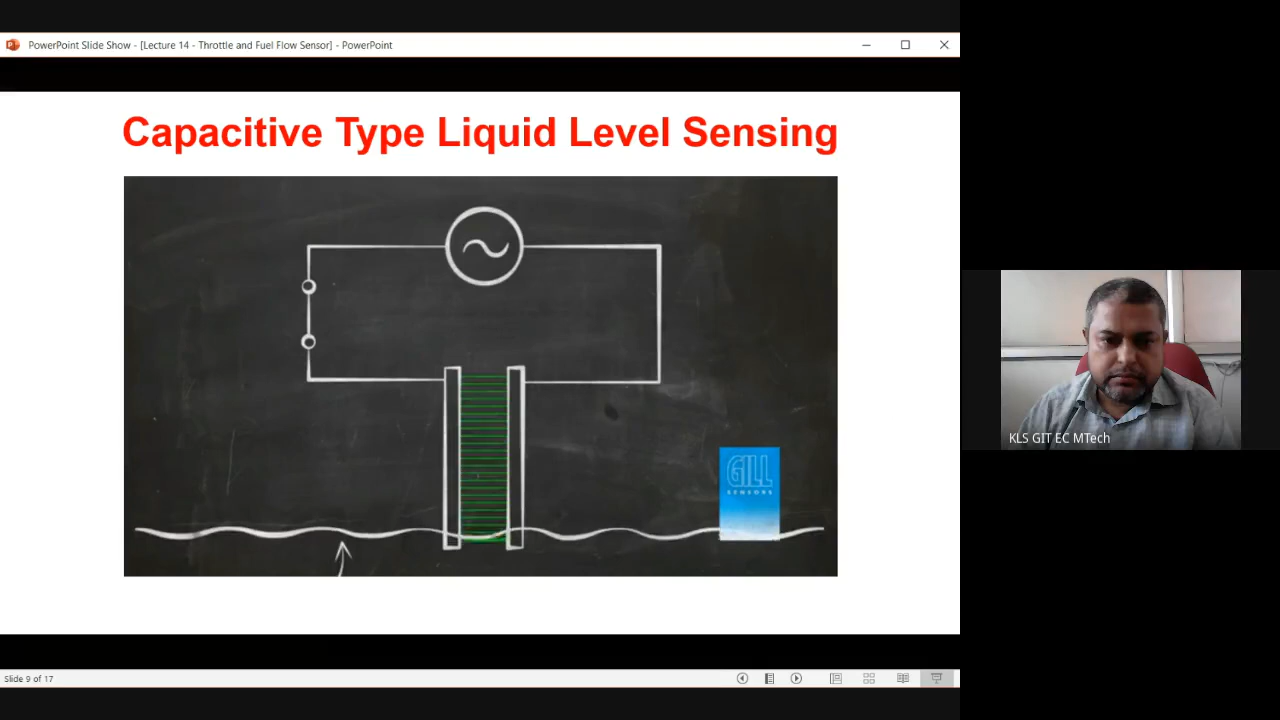 PowerPoint Slide Show - [Lecture 14 - Throttle and Fuel Flow Sensor] - PowerPoint
Capacitive Type Liquid Level Sensing
GILL
SENSORS
KLS GIT EC MTech
Slide 9 of 17